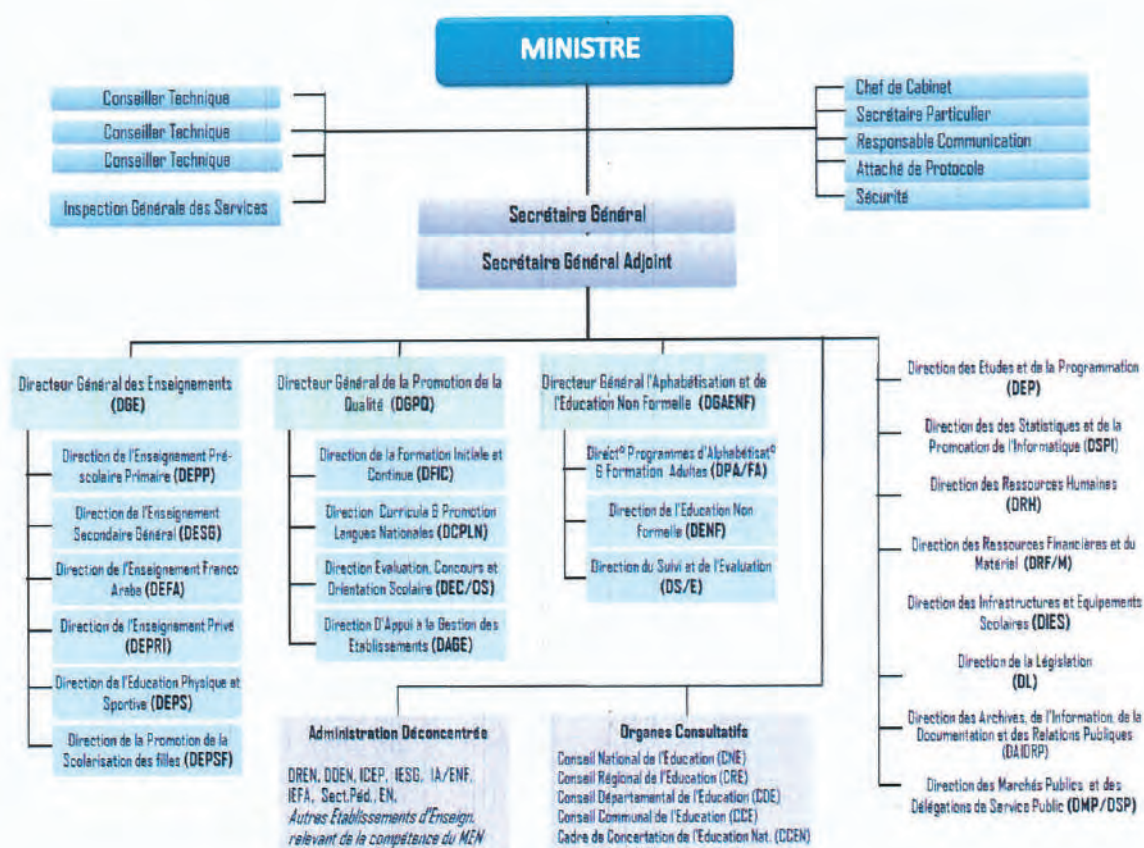 MINISTRE
Conseiller Technique
Conseiller Technique
Conseiller Technique
Inspection Générale des Services
Chef de Cabinet
Secrétaire Particulier
Responsable Communication
Attaché de Protocole
Sécurité
Secrétaire Général
Secrétaire Général Adjoint
Directeur Général des Enseignements
(DGE)
Direction de l'Enseignement Pré-
scolaire Primaire (DEPP)
Direction de l'Enseignement
Secondaire Général (DESG)
Direction de l'Enseignement Franco
Arabe (DEFA)
Direction de l'Enseignement Privé
(DEPRI)
Direction de l'Education Physique et
Sportive (DEPS)
Direction de la Promotion de la
Scolarisation des filles (DEPSF)
Directeur Général de la Promotion de la
Qualité (DGPQ)
Direction de la Formation Initiale et
Continue (DFIC)
Direction Curricula & Promotion
Langues Nationales (DCPLN)
Direction Evaluation, Concours et
Orientation Scolaire (DEC/OS)
Direction D'Appui à la Gestion des
Etablissements (DAGE)
Directeur Général l'Aphabétisation et de
l'Education Non Formelle (DGAENF)
Direct° Programmes d'Alphabétisat°
& Formation Adultes (DPA/FA)
Direction de l'Education Non
Formelle (DENF)
Direction du Suivi et de l'Evaluation
(DS/E)
Direction des Etudes et de la Programmation
(DEP)
Direction des des Statistiques et de la
Promoation de l'Informatique (DSPI)
Direction des Ressources Humaines
(DRH)
Direction des Ressources Financières et du
Matériel (DRF/M)
Direction des Infrastructures et Equipements
Scolaires (DIES)
Direction de la Législation
(DL)
Direction des Archives, de l'Information, de la
Documentation et des Relations Publiques
(DAIDRP)
Direction des Marchés Publics et des
Délégations de Service Public (DMP/DSP)
Administration Déconcentrée
DREN, DDEN, ICEP, IESG, IA/ENF,
IEFA, Sect.Péd., EN,
Autres Etablissements d'Enseign.
relevant de la compétence du MEN
Organes Consultatifs
Conseil National de l'Education (CNE)
Conseil Régional de l'Education (CRE)
Conseil Départemental de l'Education (CDE)
Conseil Communal de l'Education (CCE)
Cadre de Concertation de l'Education Nat. (CCEN)